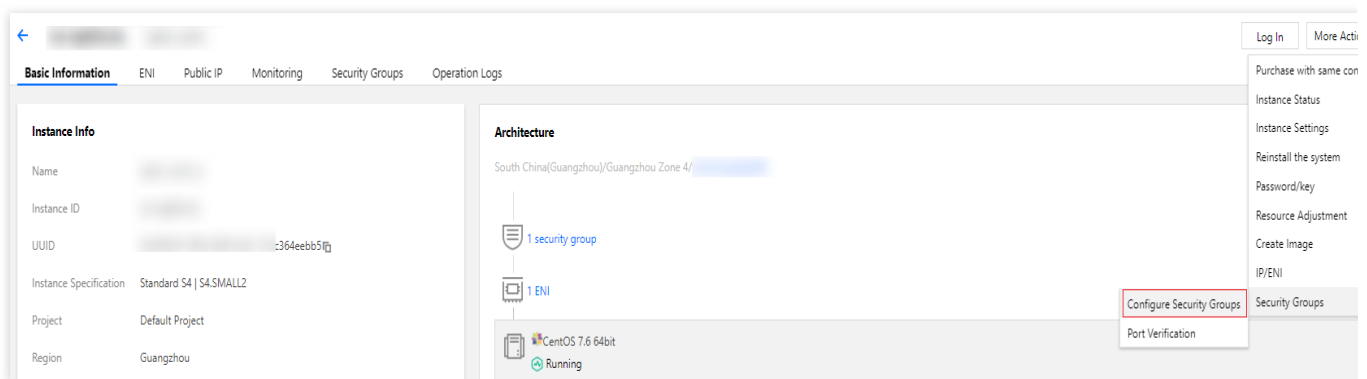 Log In
More Acti
Basic Information
ENI
Public IP
Monitoring
Security Groups
Operation Logs
Purchase with same con
Instance Status
Instance Settings
Reinstall the system
Password/key
Resource Adjustment
Create Image
IP/ENI
Security Groups
Configure Security Groups
Port Verification
Instance Info
Name
Instance ID
UUID
:364eebb5
Instance Specification
Standard S4 | S4.SMALL2
Project
Default Project
Region
Guangzhou
Architecture
South China(Guangzhou)/Guangzhou Zone 4/
1 security group
1 ENI
CentOS 7.6 64bit
Running